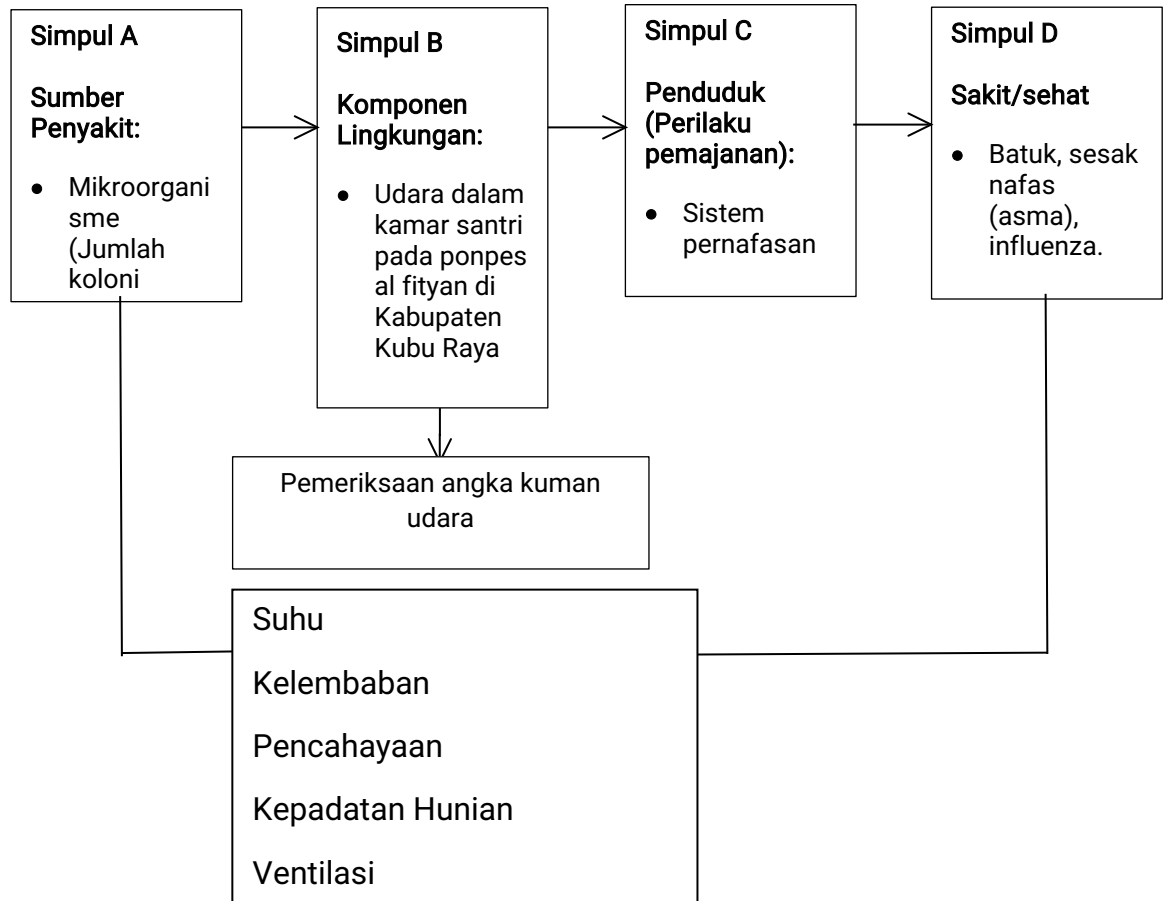 Simpul A
Sumber
Penyakit:
● Mikroorgani
sme
(Jumlah
koloni
Simpul B
Komponen
Lingkungan:
● Udara dalam
kamar santri
pada ponpes
al fityan di
Kabupaten
Kubu Raya
Simpul C
Penduduk
(Perilaku
pemajanan):
● Sistem
pernafasan
Simpul D
Sakit/sehat
● Batuk, sesak
nafas
(asma),
influenza.
Pemeriksaan angka kuman
udara
Suhu
Kelembaban
Pencahayaan
Kepadatan Hunian
Ventilasi